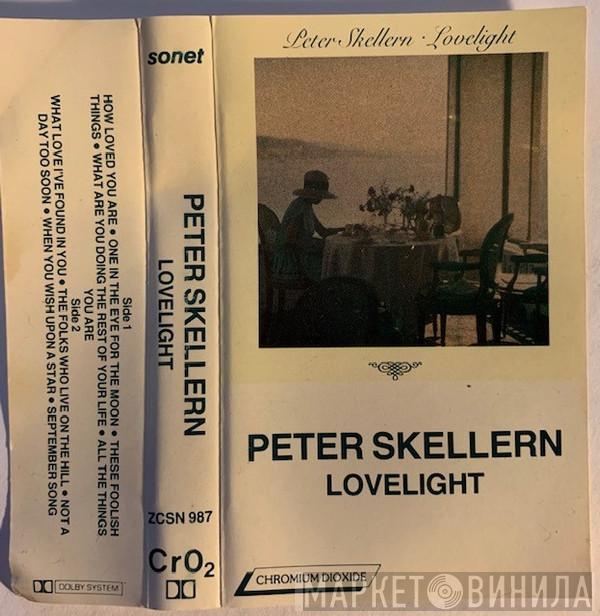 Peter Skellern · Lovelight
PETER SKELLERN
LOVELIGHT
CHROMIUM DIOXIDE
sonet
PETER SKELLERN
LOVELIGHT
ZCSN 987
CrO2
Side 1
HOW LOVED YOU ARE • ONE IN THE EYE FOR THE MOON • THESE FOOLISH
THINGS • WHAT ARE YOU DOING THE REST OF YOUR LIFE • ALL THE THINGS
YOU ARE
Side 2
WHAT LOVE I'VE FOUND IN YOU • THE FOLKS WHO LIVE ON THE HILL • NOT A
DAY TOO SOON • WHEN YOU WISH UPON A STAR • SEPTEMBER SONG
DOLBY SYSTEM
МАРКЕТ ВИНИЛА